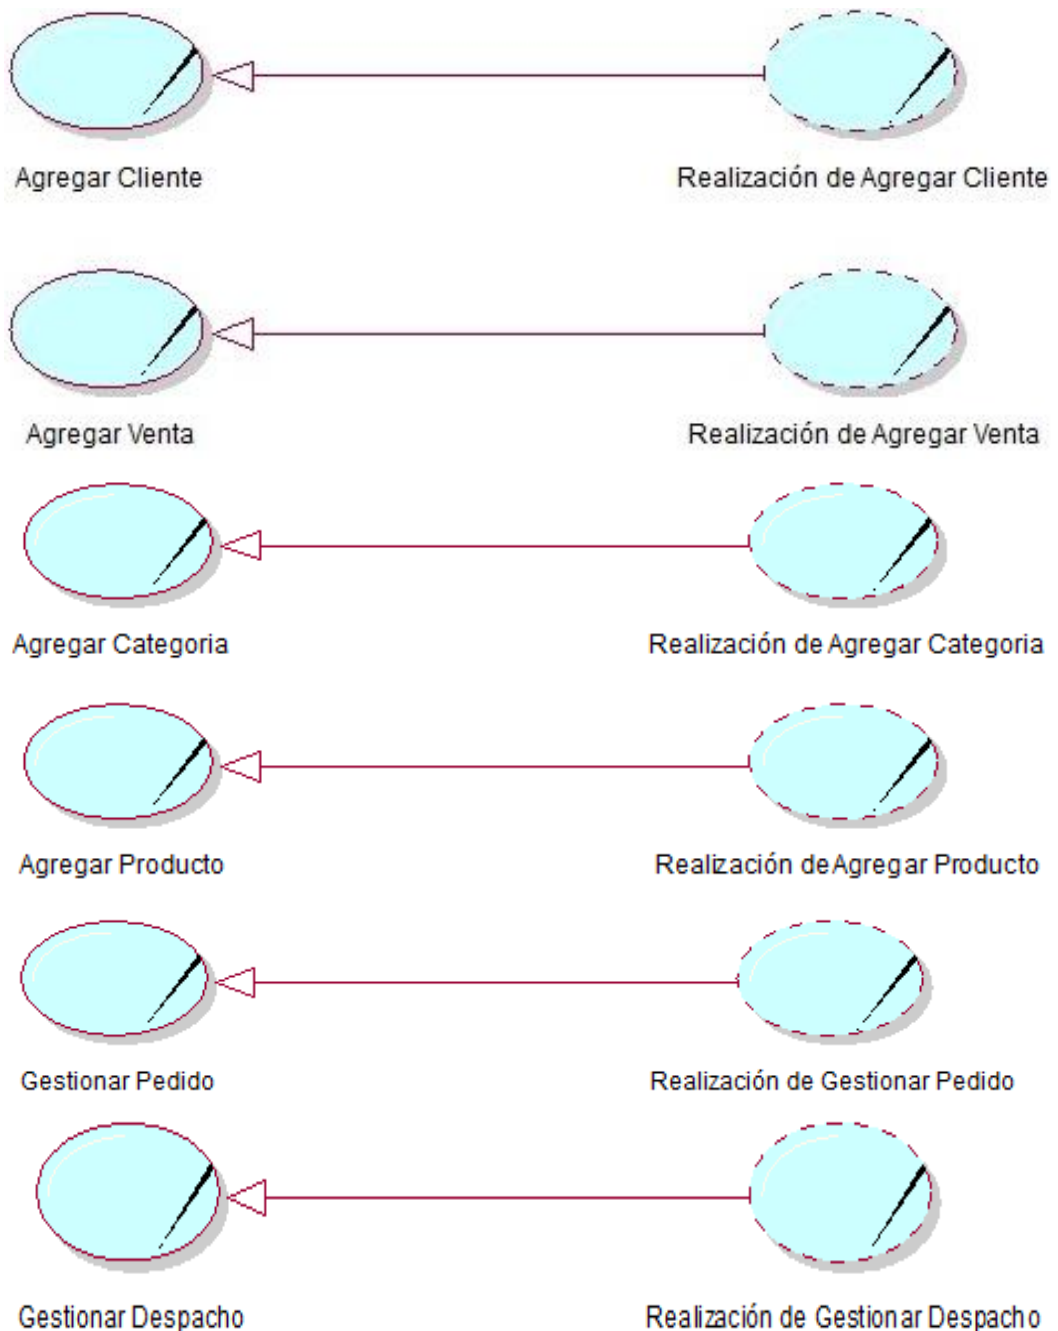 Agregar Cliente
Realización de Agregar Cliente
Agregar Venta
Realización de Agregar Venta
Agregar Categoria
Realización de Agregar Categoria
Agregar Producto
Realización de Agregar Producto
Gestionar Pedido
Realización de Gestionar Pedido
Gestionar Despacho
Realización de Gestionar Despacho